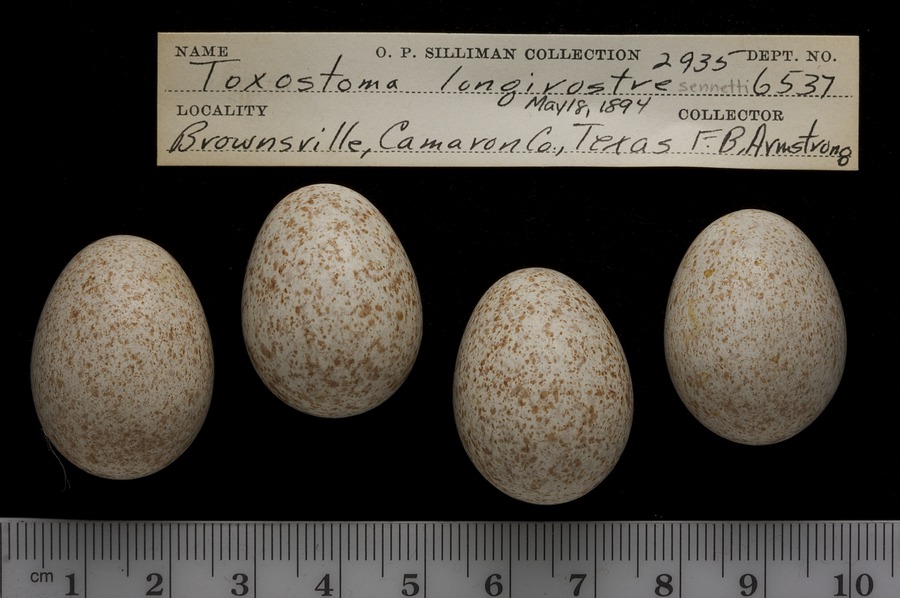 NAME O. P. SILLIMAN COLLECTION 2935 DEPT. NO.
Toxostoma longirostre sennetti 6537
LOCALITY May 18, 1894 COLLECTOR
Brownsville, Camaron Co., Texas F. B. Armstrong
cm 1 2 3 4 5 6 7 8 9 10